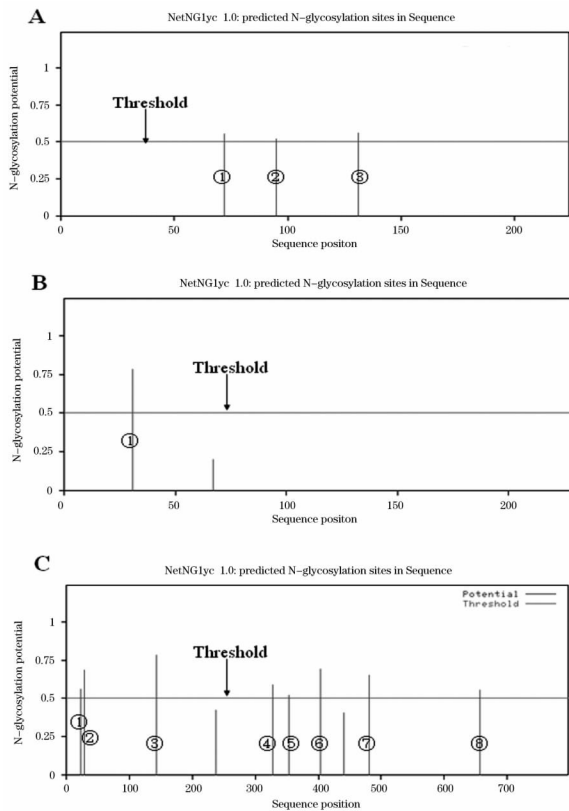 A
NetNG1yc 1.0: predicted N-glycosylation sites in Sequence
N-glycosylation potential
1
0.75
0.5
0.25
0
Threshold
① ② ③
0 50 100 150 200
Sequence positon
B
NetNG1yc 1.0: predicted N-glycosylation sites in Sequence
N-glycosylation potential
1
0.75
0.5
0.25
0
Threshold
①
0 50 100 150 200
Sequence positon
C
NetNG1yc 1.0: predicted N-glycosylation sites in Sequence
N-glycosylation potential
1
0.75
0.5
0.25
0
Potential
Threshold
Threshold
① ② ③ ④ ⑤ ⑥ ⑦ ⑧
0 100 200 300 400 500 600 700
Sequence position